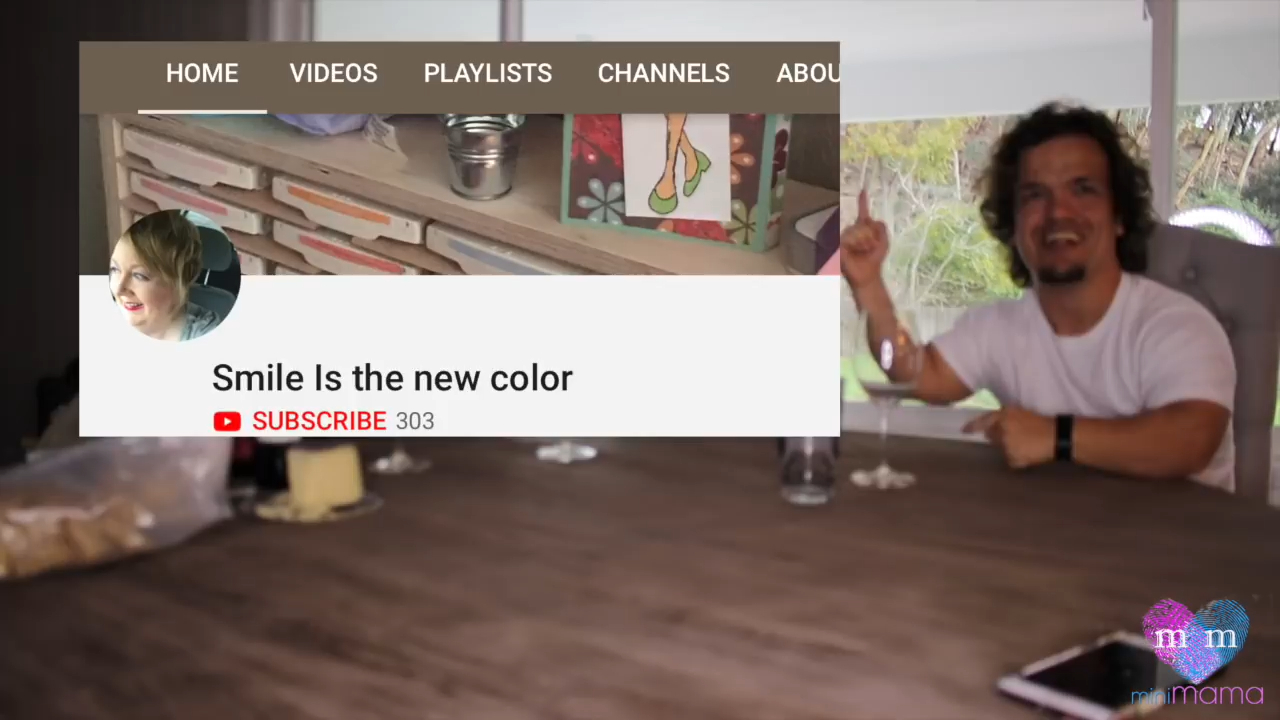 HOME VIDEOS PLAYLISTS CHANNELS ABOU
Smile Is the new color
SUBSCRIBE 303
m m
minimama